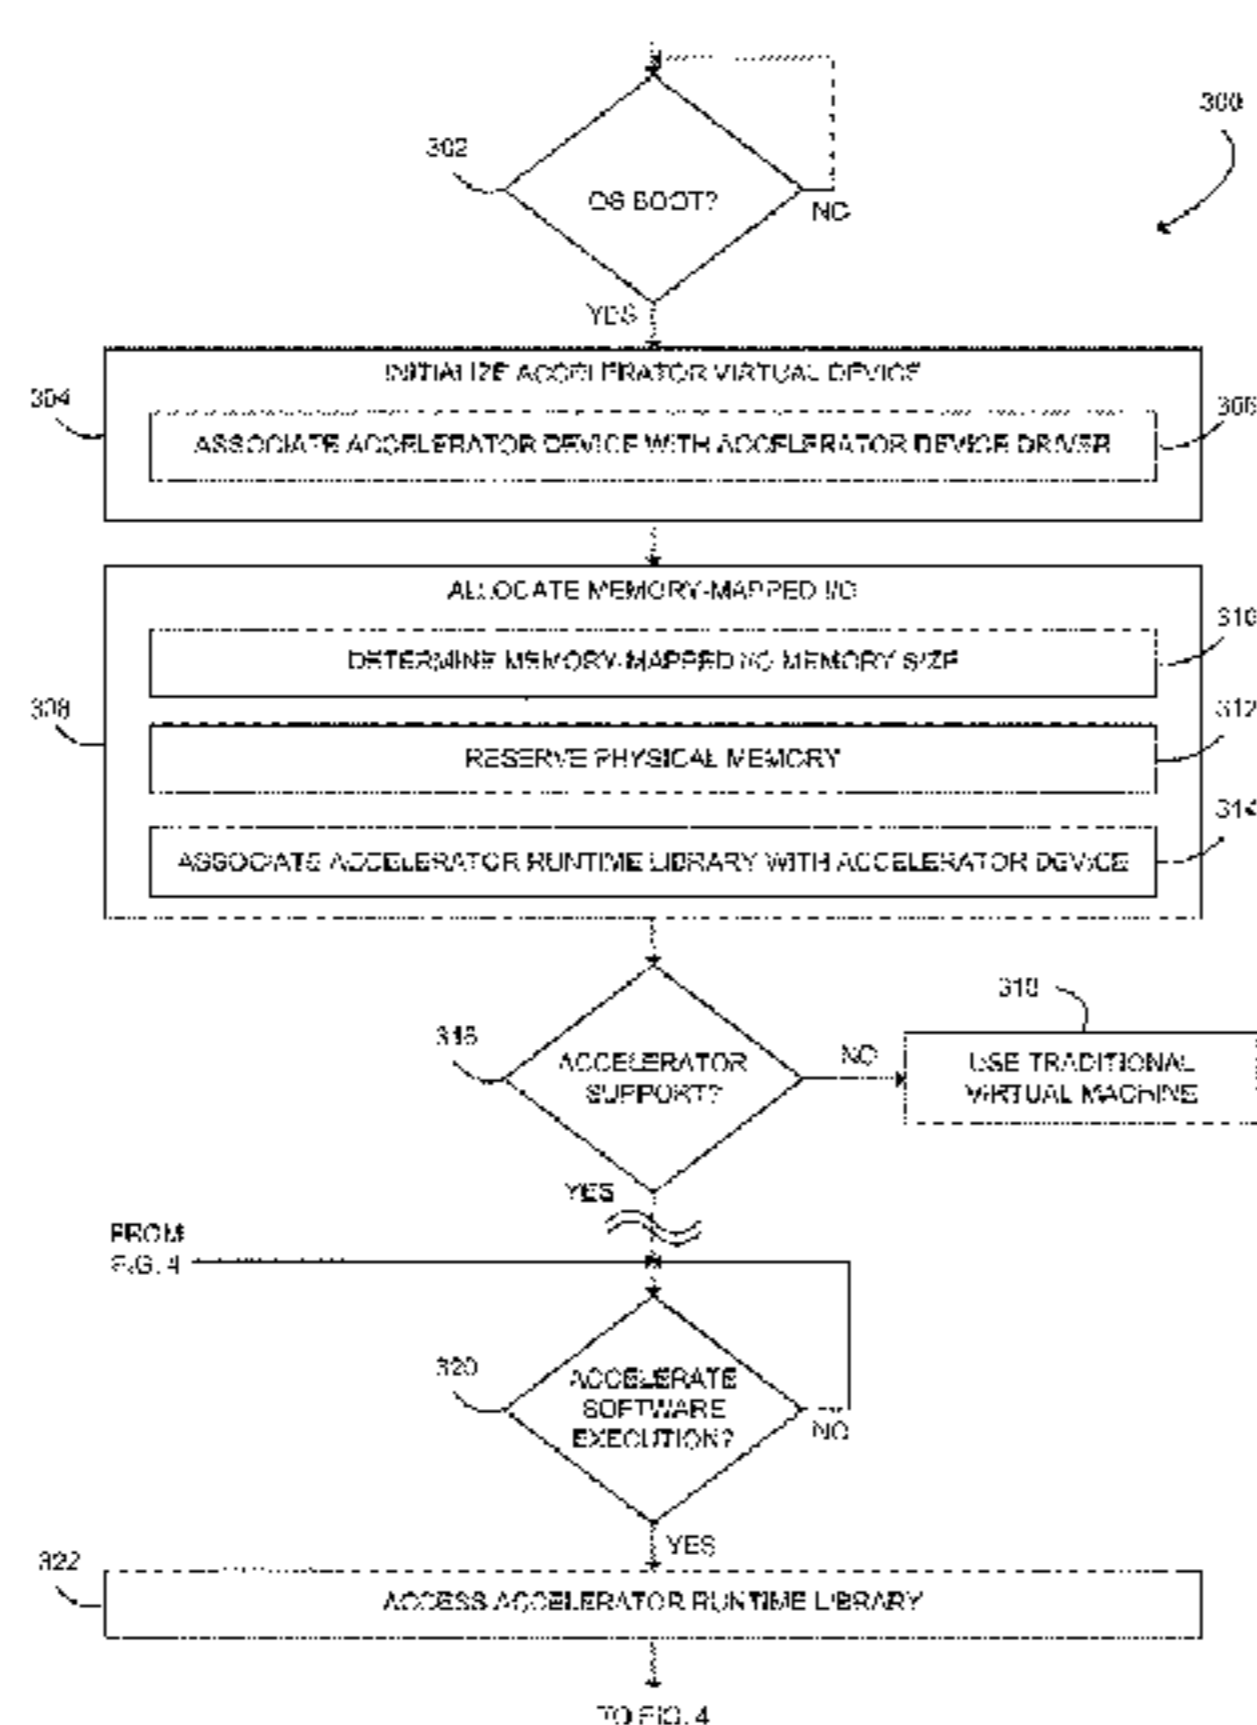 300
302
OS BOOT?
NO
YES
304
INITIALIZE ACCELERATOR VIRTUAL DEVICE
306
ASSOCIATE ACCELERATOR DEVICE WITH ACCELERATOR DEVICE DRIVER
308
ALLOCATE MEMORY-MAPPED I/O
310
DETERMINE MEMORY-MAPPED I/O MEMORY SIZE
312
RESERVE PHYSICAL MEMORY
314
ASSOCIATE ACCELERATOR RUNTIME LIBRARY WITH ACCELERATOR DEVICE
316
ACCELERATOR
SUPPORT?
NO
318
USE TRADITIONAL
VIRTUAL MACHINE
YES
FROM
FIG. 4
320
ACCELERATE
SOFTWARE
EXECUTION?
NO
YES
322
ACCESS ACCELERATOR RUNTIME LIBRARY
TO FIG. 4